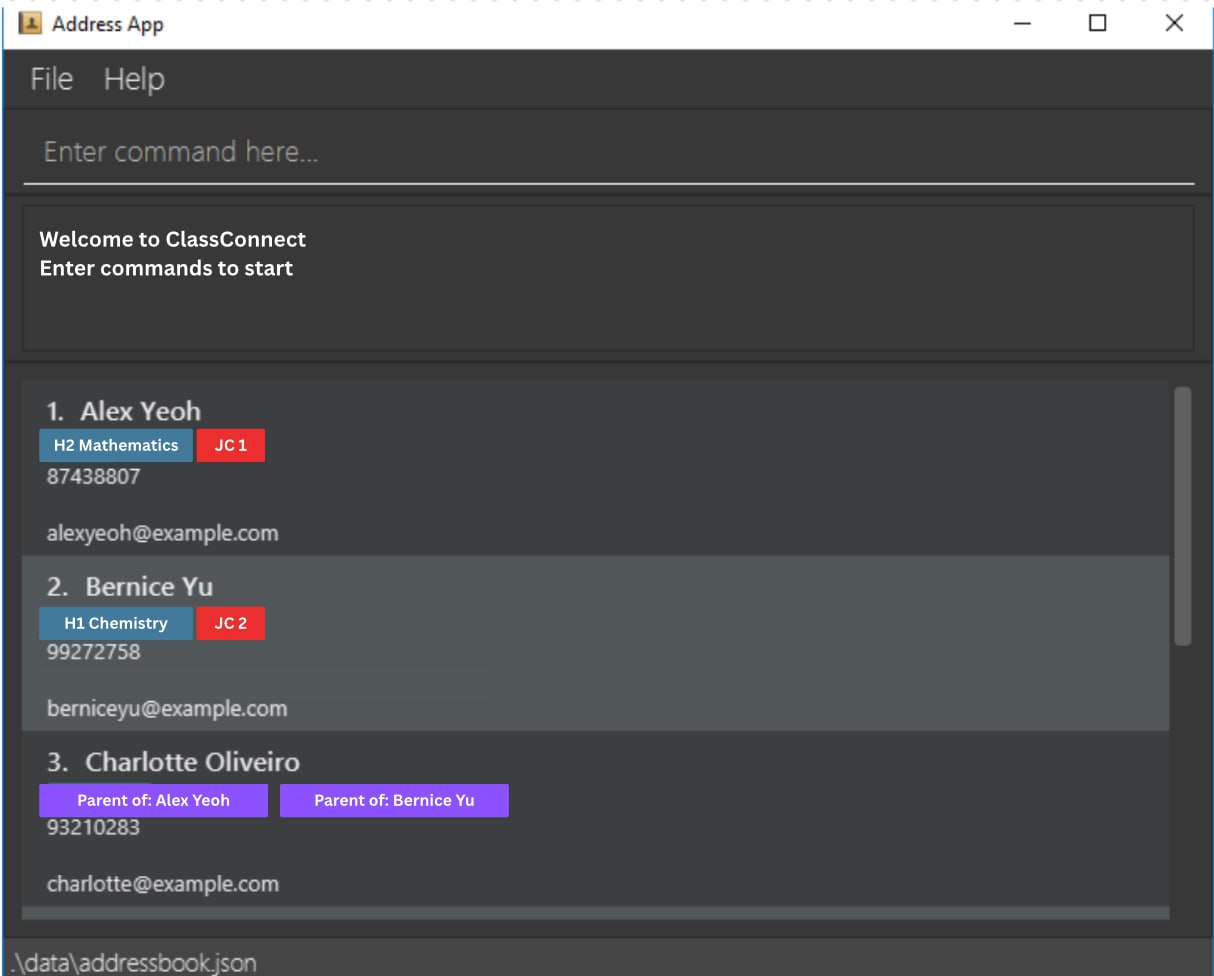 Address App
File Help
Enter command here...
Welcome to ClassConnect
Enter commands to start
1. Alex Yeoh
H2 Mathematics JC 1
87438807
alexyeoh@example.com
2. Bernice Yu
H1 Chemistry JC 2
99272758
berniceyu@example.com
3. Charlotte Oliveiro
Parent of: Alex Yeoh Parent of: Bernice Yu
93210283
charlotte@example.com
.\data\addressbook.json